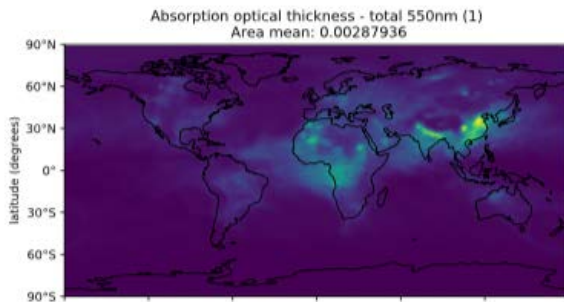 Absorption optical thickness - total 550nm (1)
Area mean: 0.00287936
90°N
60°N
30°N
0°
30°S
60°S
90°S
latitude (degrees)